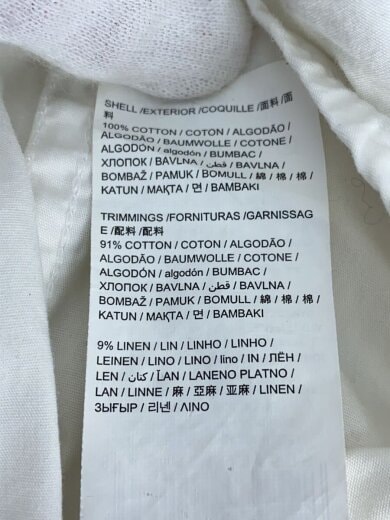 SHELL /EXTERIOR /COQUILLE /面料/面
料
100% COTTON / COTON / ALGODÃO /
ALGODÃO / BAUMWOLLE / COTONE /
ALGODÓN / algodón / BUMBAC /
ХЛОПОК / BAVLNA / قطن / BAVLNA /
BOMBAŽ / PAMUK / BOMULL / 綿 / 棉 / 棉 /
KATUN / МАҚТА / 면 / ΒΑΜΒΑΚΙ
TRIMMINGS /FORNITURAS /GARNISSAG
E /配料 /配料
91% COTTON / COTON / ALGODÃO /
ALGODÃO / BAUMWOLLE / COTONE /
ALGODÓN / algodón / BUMBAC /
ХЛОПОК / BAVLNA / قطن / BAVLNA /
BOMBAŽ / PAMUK / BOMULL / 綿 / 棉 / 棉 /
KATUN / МАҚТА / 면 / ΒΑΜΒΑΚΙ
9% LINEN / LIN / LINHO / LINHO /
LEINEN / LINO / LINO / lino / IN / ЛЁН /
LEN / كتان / ĽAN / LANENO PLATNO /
LAN / LINNE / 麻 / 亞麻 / 亚麻 / LINEN /
ЗЫҒЫР / 리넨 / ΛΙΝΟ